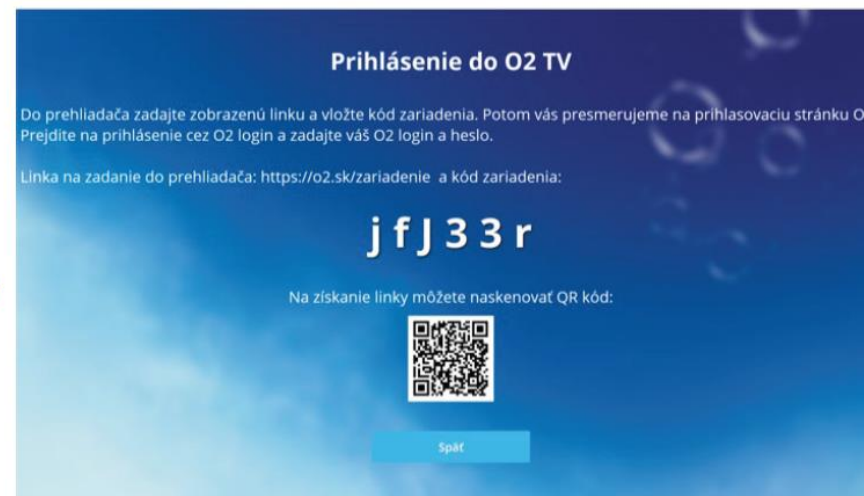 Prihlásenie do O2 TV
Do prehliadača zadajte zobrazenú linku a vložte kód zariadenia. Potom vás presmerujeme na prihlasovaciu stránku O
Prejdite na prihlásenie cez O2 login a zadajte váš O2 login a heslo.
Linka na zadanie do prehliadača: https://o2.sk/zariadenie a kód zariadenia:
j f J 3 3 r
Na získanie linky môžete naskenovať QR kód:
Späť